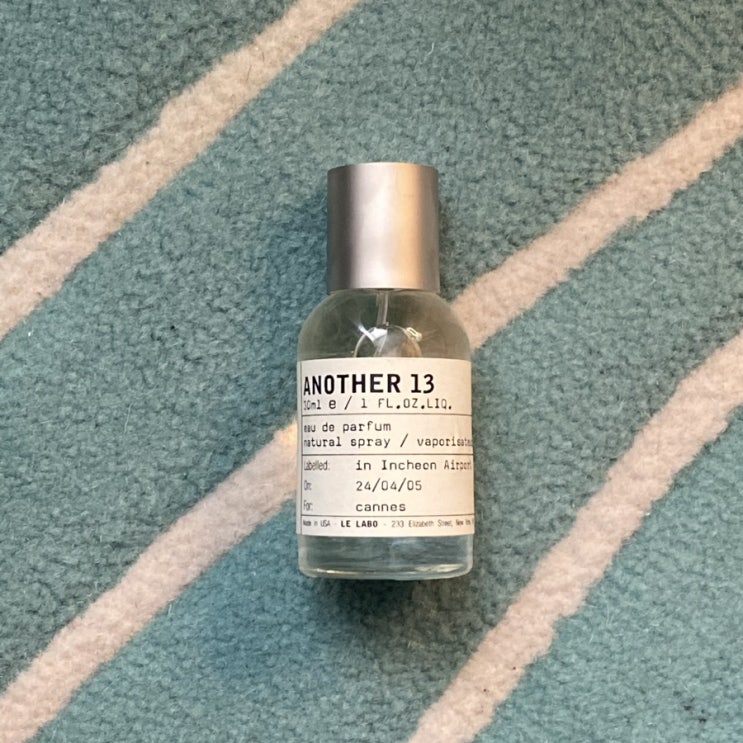 ANOTHER 13
30ml e / 1 FL.OZ.LIQ.
eau de parfum
natural spray / vaporisateu
Labelled: in Incheon Airport
On: 24/04/05
For: cannes
Made in USA - LE LABO - 233 Elizabeth Street, New York